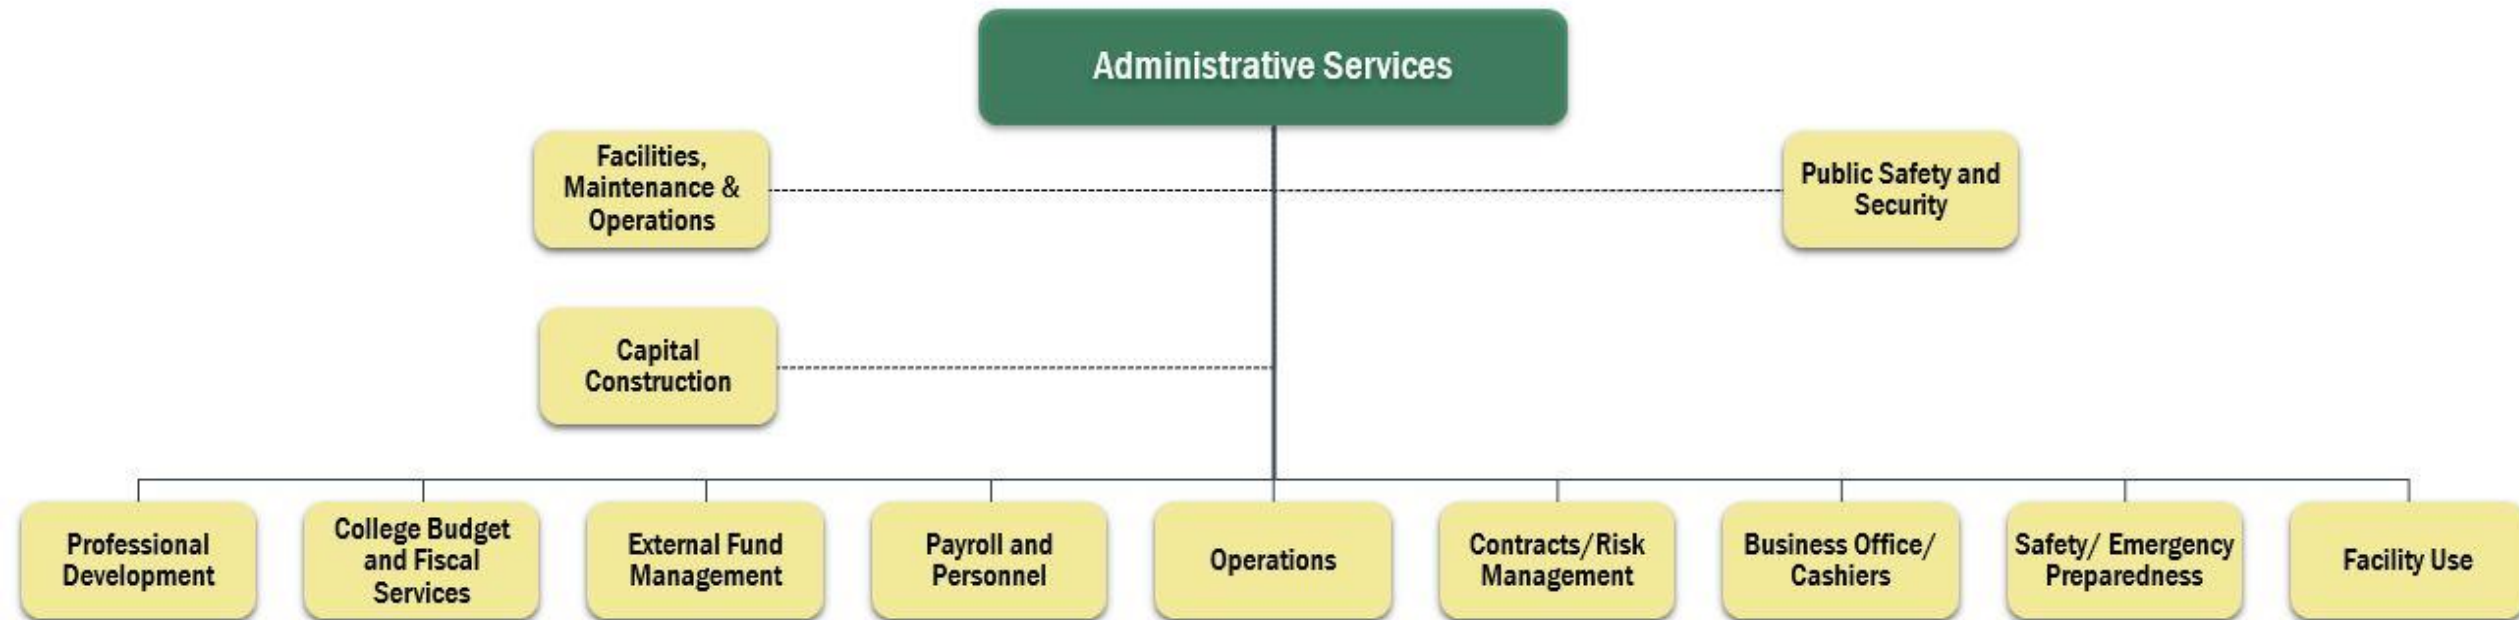 Administrative Services
Facilities,
Maintenance &
Operations
Public Safety and
Security
Capital
Construction
Professional
Development
College Budget
and Fiscal
Services
External Fund
Management
Payroll and
Personnel
Operations
Contracts/Risk
Management
Business Office/
Cashiers
Safety/ Emergency
Preparedness
Facility Use